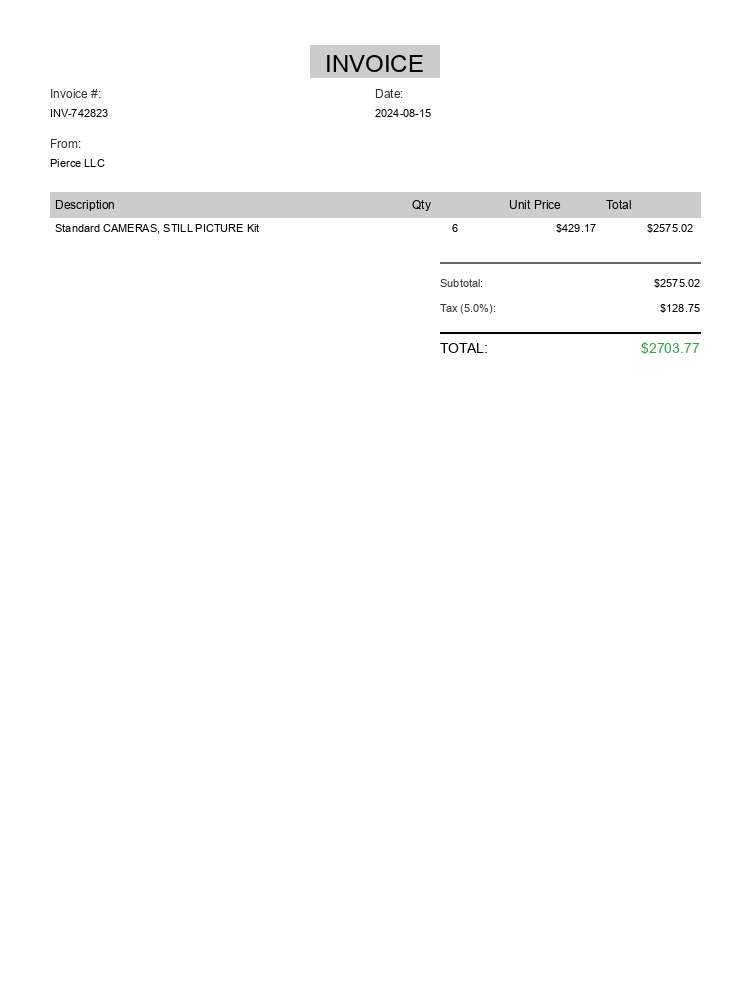 INVOICE
Invoice #: Date:
INV-742823 2024-08-15
From:
Pierce LLC
Description Qty Unit Price Total
Standard CAMERAS, STILL PICTURE Kit 6 $429.17 $2575.02
Subtotal: $2575.02
Tax (5.0%): $128.75
TOTAL: $2703.77